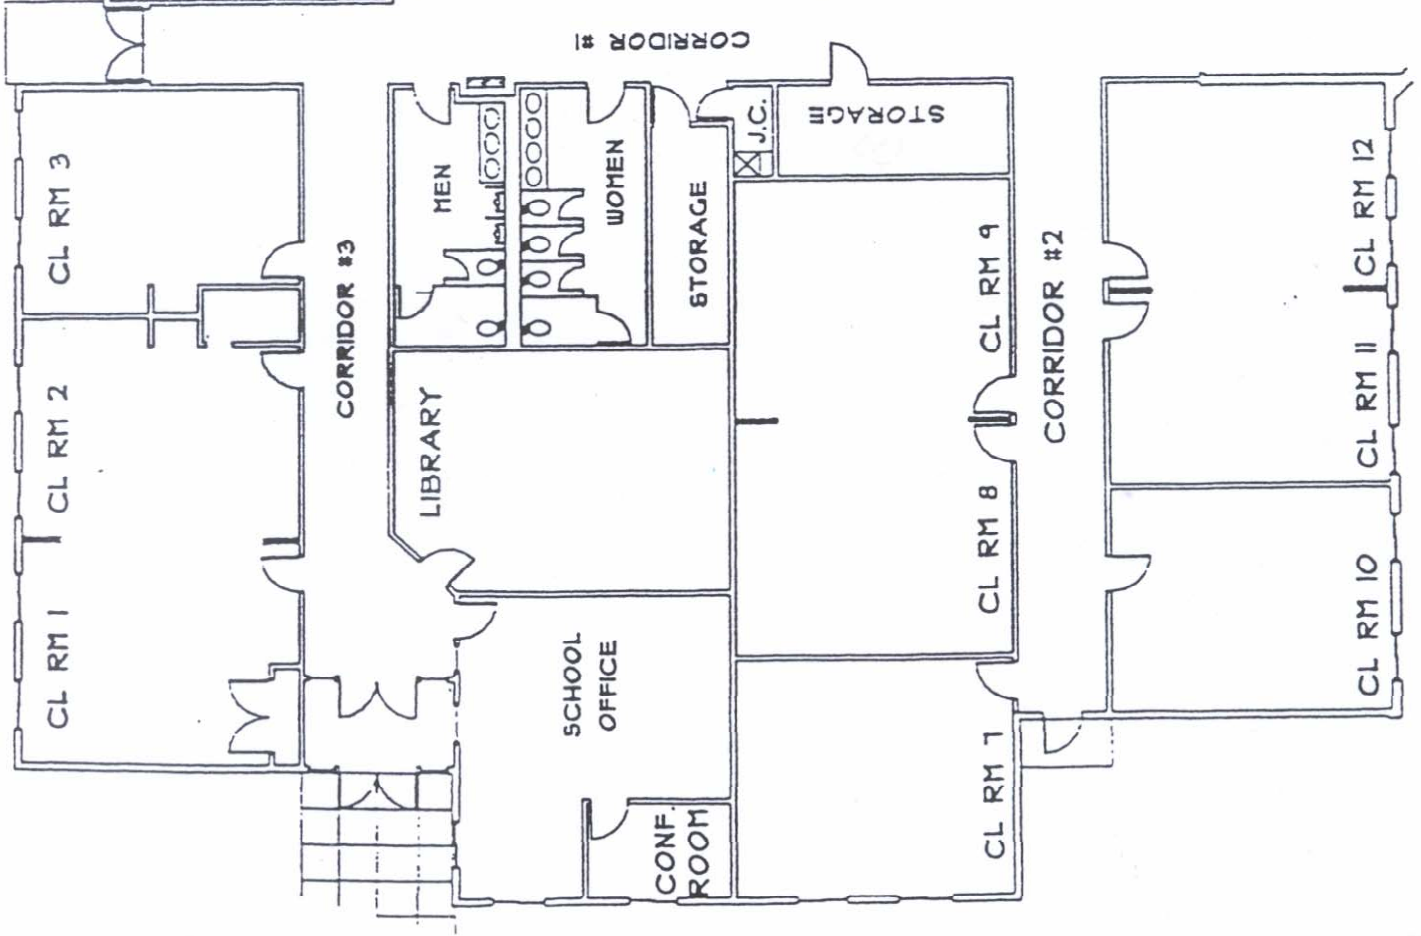 CORRIDOR #1
STORAGE
J.C.
CL RM 3
MEN
WOMEN
STORAGE
CL RM 9
CL RM 12
CORRIDOR #3
CORRIDOR #2
CL RM 2
LIBRARY
CL RM 11
CL RM 8
CL RM 1
SCHOOL
OFFICE
CL RM 10
CL RM 7
CONF.
ROOM